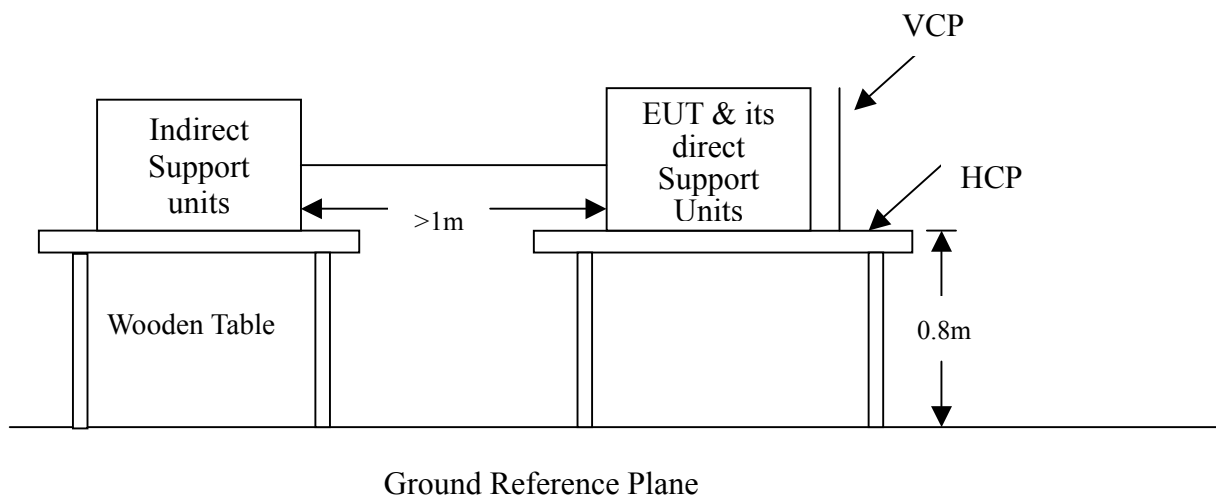 VCP
Indirect
Support
units
EUT & its
direct
Support
Units
HCP
>1m
Wooden Table
0.8m
Ground Reference Plane